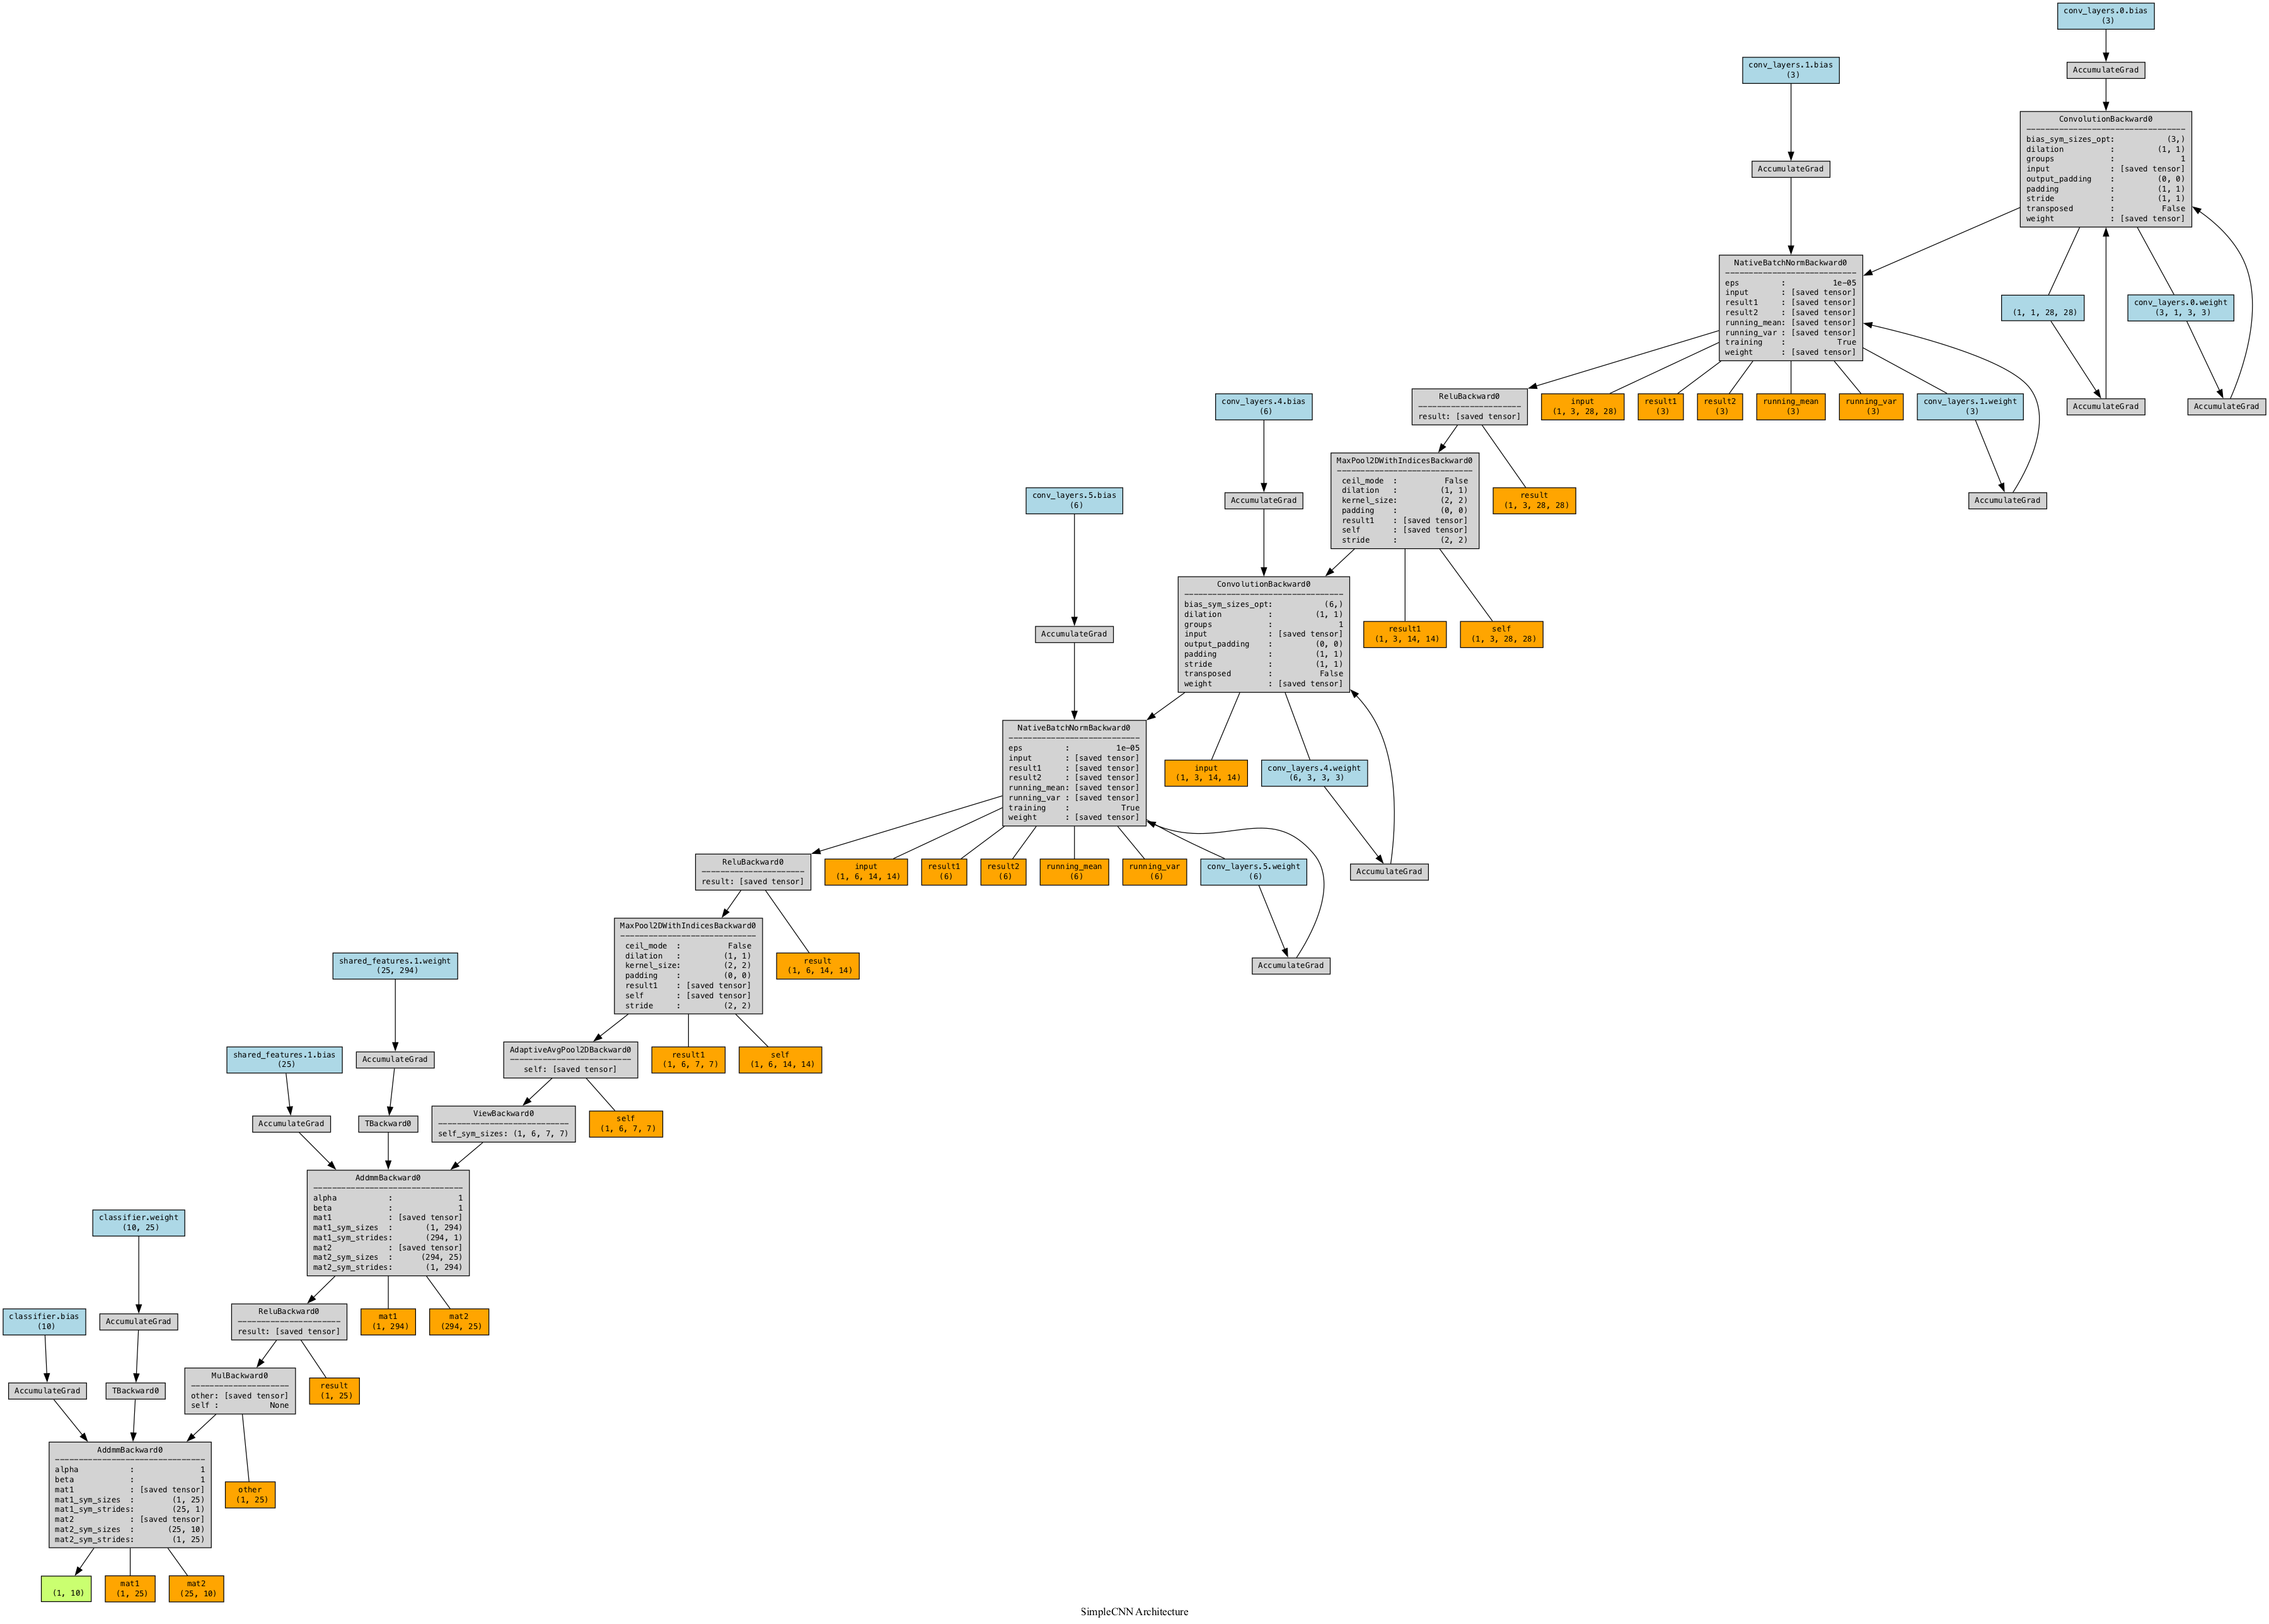 conv_layers.0.bias
(3)
AccumulateGrad
conv_layers.1.bias
(3)
AccumulateGrad
ConvolutionBackward0
---------------------------------
bias_sym_sizes_opt: (3,)
dilation : (1, 1)
groups : 1
input : [saved tensor]
output_padding : (0, 0)
padding : (1, 1)
stride : (1, 1)
transposed : False
weight : [saved tensor]
NativeBatchNormBackward0
---------------------------
eps : 1e-05
input : [saved tensor]
result1 : [saved tensor]
result2 : [saved tensor]
running_mean: [saved tensor]
running_var : [saved tensor]
training : True
weight : [saved tensor]
(1, 1, 28, 28)
conv_layers.0.weight
(3, 1, 3, 3)
AccumulateGrad
AccumulateGrad
ReluBackward0
----------------------
result: [saved tensor]
input
(1, 3, 28, 28)
result1
(3)
result2
(3)
running_mean
(3)
running_var
(3)
conv_layers.1.weight
(3)
AccumulateGrad
conv_layers.4.bias
(6)
AccumulateGrad
MaxPool2DWithIndicesBackward0
-----------------------------
ceil_mode : False
dilation : (1, 1)
kernel_size: (2, 2)
padding : (0, 0)
result1 : [saved tensor]
self : [saved tensor]
stride : (2, 2)
result
(1, 3, 28, 28)
conv_layers.5.bias
(6)
AccumulateGrad
ConvolutionBackward0
---------------------------------
bias_sym_sizes_opt: (6,)
dilation : (1, 1)
groups : 1
input : [saved tensor]
output_padding : (0, 0)
padding : (1, 1)
stride : (1, 1)
transposed : False
weight : [saved tensor]
result1
(1, 3, 14, 14)
self
(1, 3, 28, 28)
NativeBatchNormBackward0
---------------------------
eps : 1e-05
input : [saved tensor]
result1 : [saved tensor]
result2 : [saved tensor]
running_mean: [saved tensor]
running_var : [saved tensor]
training : True
weight : [saved tensor]
input
(1, 3, 14, 14)
conv_layers.4.weight
(6, 3, 3, 3)
AccumulateGrad
ReluBackward0
----------------------
result: [saved tensor]
input
(1, 6, 14, 14)
result1
(6)
result2
(6)
running_mean
(6)
running_var
(6)
conv_layers.5.weight
(6)
AccumulateGrad
MaxPool2DWithIndicesBackward0
-----------------------------
ceil_mode : False
dilation : (1, 1)
kernel_size: (2, 2)
padding : (0, 0)
result1 : [saved tensor]
self : [saved tensor]
stride : (2, 2)
result
(1, 6, 14, 14)
shared_features.1.weight
(25, 294)
AccumulateGrad
shared_features.1.bias
(25)
AccumulateGrad
TBackward0
AdaptiveAvgPool2DBackward0
--------------------------
self: [saved tensor]
result1
(1, 6, 7, 7)
self
(1, 6, 14, 14)
ViewBackward0
----------------------------
self_sym_sizes: (1, 6, 7, 7)
self
(1, 6, 7, 7)
AddmmBackward0
--------------------------------
alpha : 1
beta : 1
mat1 : [saved tensor]
mat1_sym_sizes : (1, 294)
mat1_sym_strides: (294, 1)
mat2 : [saved tensor]
mat2_sym_sizes : (294, 25)
mat2_sym_strides: (1, 294)
classifier.weight
(10, 25)
AccumulateGrad
ReluBackward0
----------------------
result: [saved tensor]
mat1
(1, 294)
mat2
(294, 25)
classifier.bias
(10)
AccumulateGrad
TBackward0
MulBackward0
---------------------
other: [saved tensor]
self : None
result
(1, 25)
AddmmBackward0
--------------------------------
alpha : 1
beta : 1
mat1 : [saved tensor]
mat1_sym_sizes : (1, 25)
mat1_sym_strides: (25, 1)
mat2 : [saved tensor]
mat2_sym_sizes : (25, 10)
mat2_sym_strides: (1, 25)
other
(1, 25)
(1, 10)
mat1
(1, 25)
mat2
(25, 10)
SimpleCNN Architecture